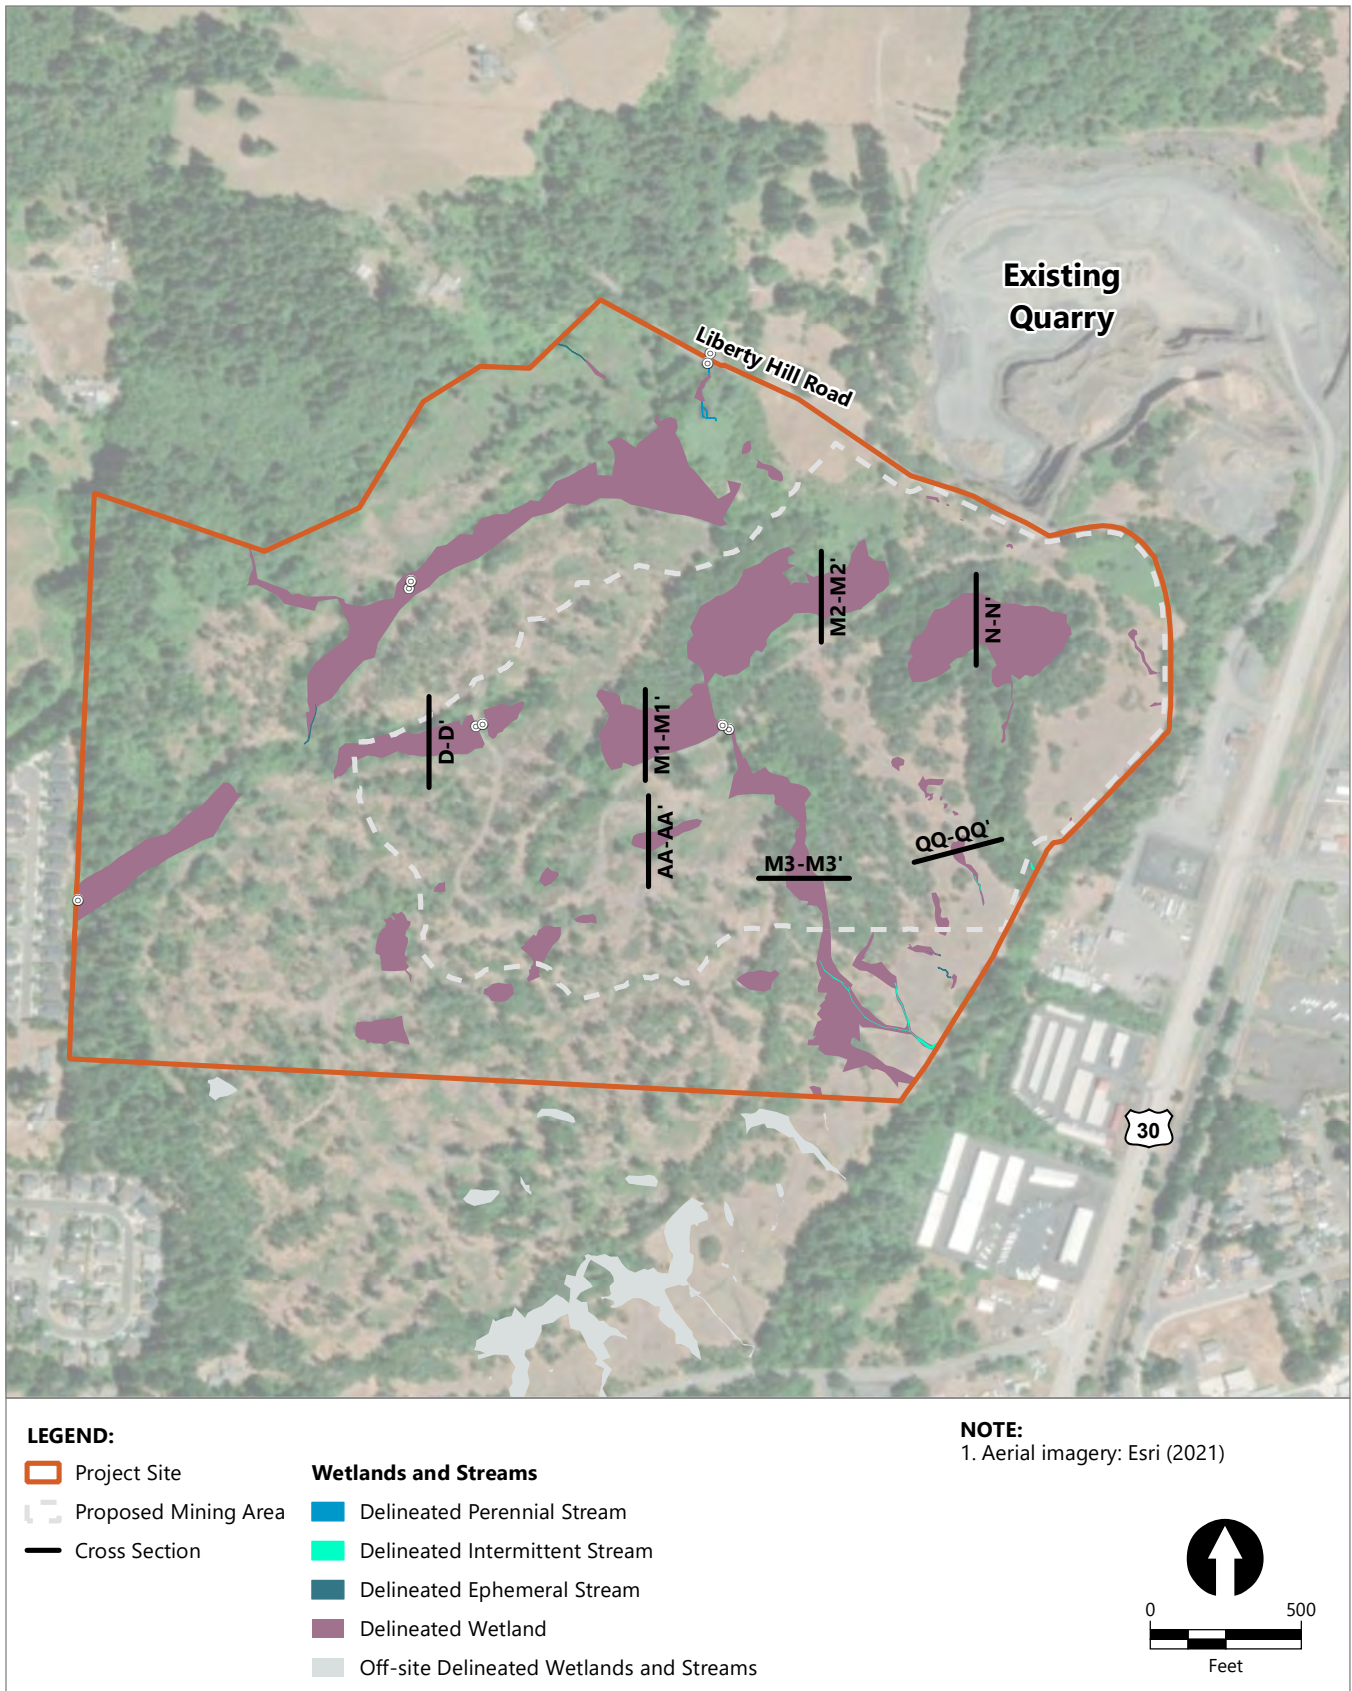 Existing
Quarry
Liberty Hill Road
M2-M2'
N-N'
D-D'
M1-M1'
AA-AA'
QQ-QQ'
M3-M3'
30
LEGEND:
Project Site
Proposed Mining Area
Cross Section
Wetlands and Streams
Delineated Perennial Stream
Delineated Intermittent Stream
Delineated Ephemeral Stream
Delineated Wetland
Off-site Delineated Wetlands and Streams
NOTE:
1. Aerial imagery: Esri (2021)
0 500
Feet